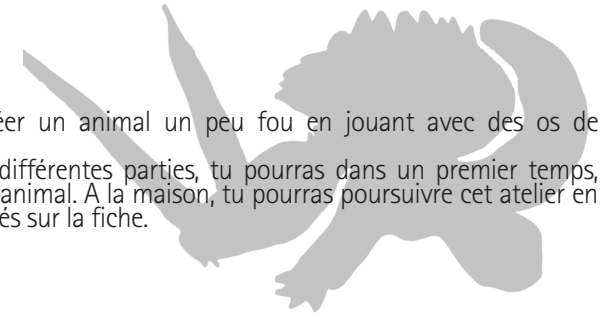 éer un animal un peu fou en jouant avec des os de
différentes parties, tu pourras dans un premier temps,
animal. A la maison, tu pourras poursuivre cet atelier en
és sur la fiche.